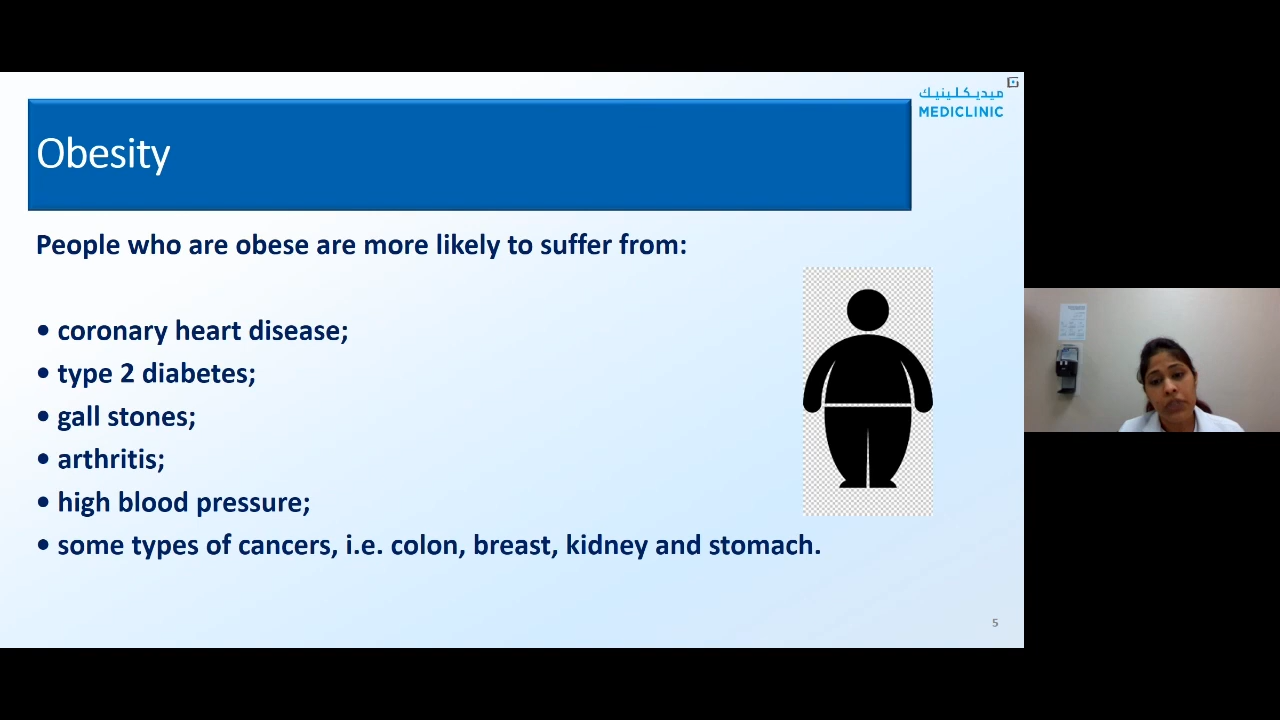 ميديكلينيك
MEDICLINIC
Obesity
People who are obese are more likely to suffer from:
• coronary heart disease;
• type 2 diabetes;
• gall stones;
• arthritis;
• high blood pressure;
• some types of cancers, i.e. colon, breast, kidney and stomach.
5